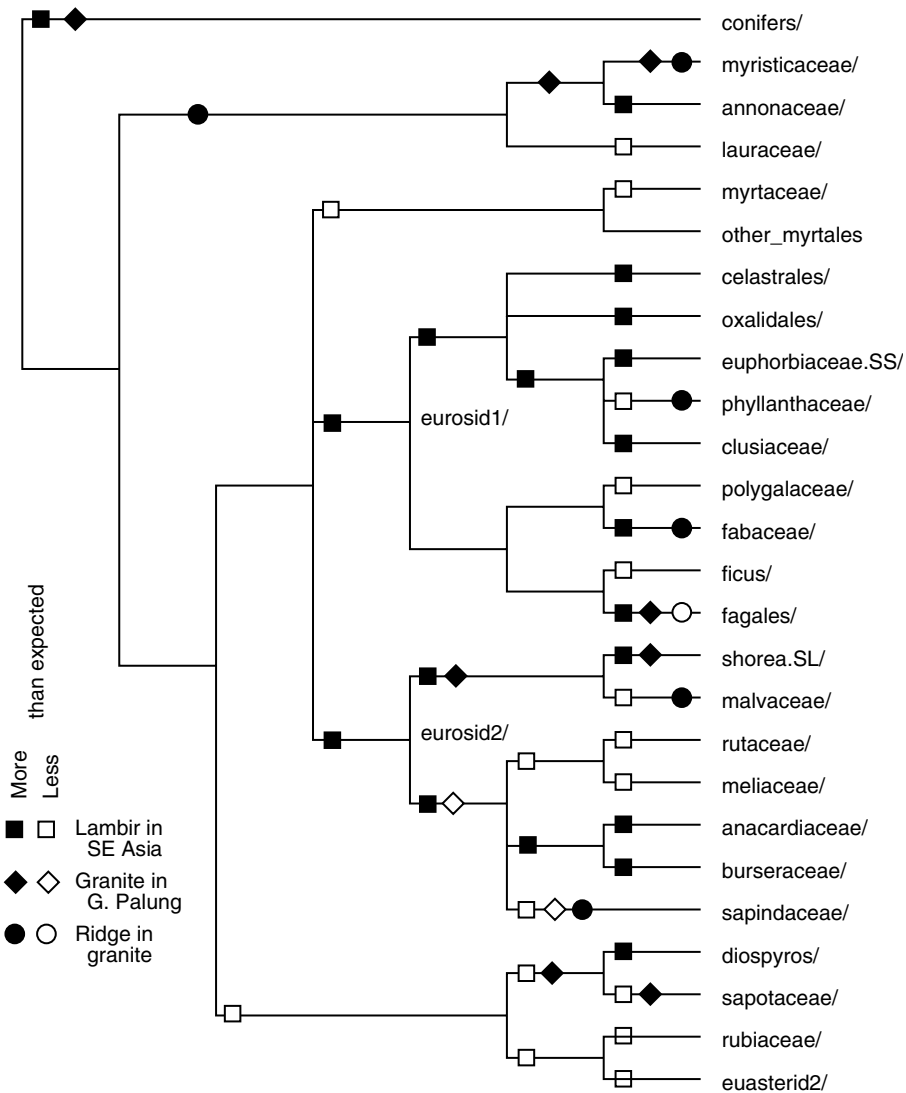 conifers/
myristicaceae/
annonaceae/
lauraceae/
myrtaceae/
other_myrtales
celastrales/
oxalidales/
euphorbiaceae.SS/
phyllanthaceae/
eurosid1/
clusiaceae/
polygalaceae/
fabaceae/
ficus/
fagales/
shorea.SL/
malvaceae/
eurosid2/
rutaceae/
meliaceae/
anacardiaceae/
burseraceae/
sapindaceae/
diospyros/
sapotaceae/
rubiaceae/
euasterid2/
than expected
More
Less
Lambir in
SE Asia
Granite in
G. Palung
Ridge in
granite